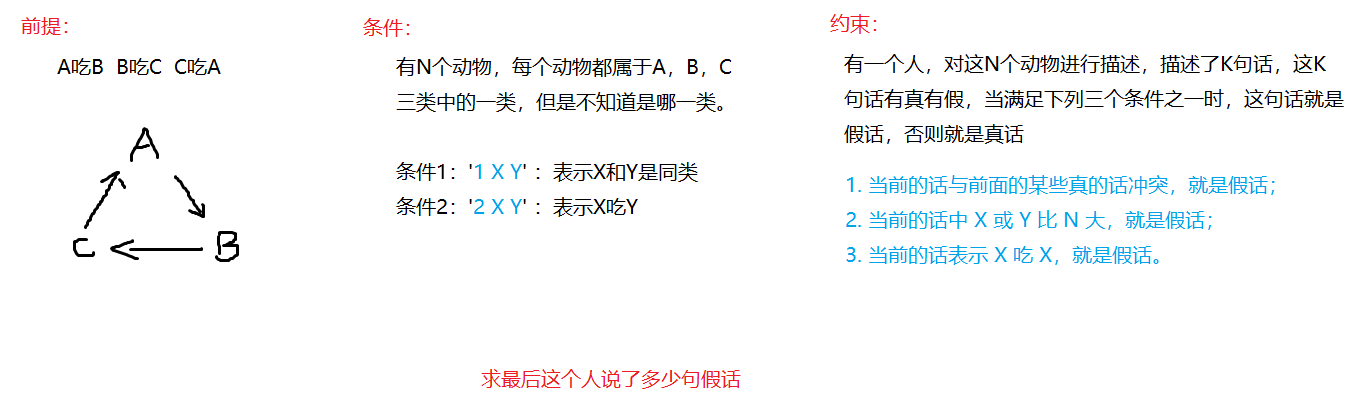 前提：
A吃B  B吃C  C吃A
A
C
B
条件：
有N个动物，每个动物都属于A，B，C
三类中的一类，但是不知道是哪一类。
条件1：'1 X Y' ：表示X和Y是同类
条件2：'2 X Y' ：表示X吃Y
约束：
有一个人，对这N个动物进行描述，描述了K句话，这K
句话有真有假，当满足下列三个条件之一时，这句话就是
假话，否则就是真话
1. 当前的话与前面的某些真的话冲突，就是假话；
2. 当前的话中 X 或 Y 比 N 大，就是假话；
3. 当前的话表示 X 吃 X，就是假话。
求最后这个人说了多少句假话